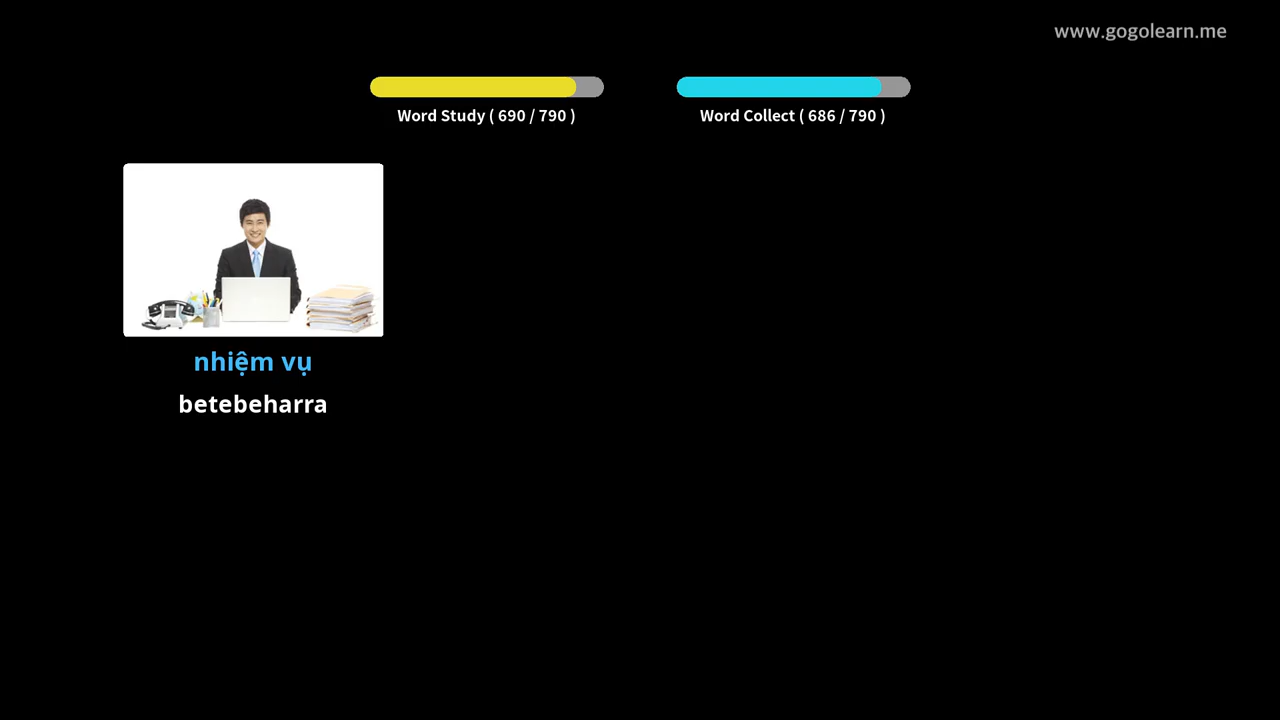 www.gogolearn.me
Word Study ( 690 / 790 )
Word Collect ( 686 / 790 )
nhiệm vụ
betebeharra